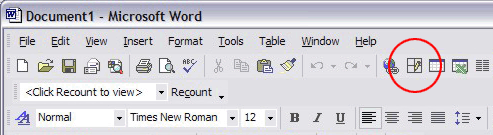 Document1 - Microsoft Word
File Edit View Insert Format Tools Table Window Help
<Click Recount to view> Recount
Normal Times New Roman 12 B I U